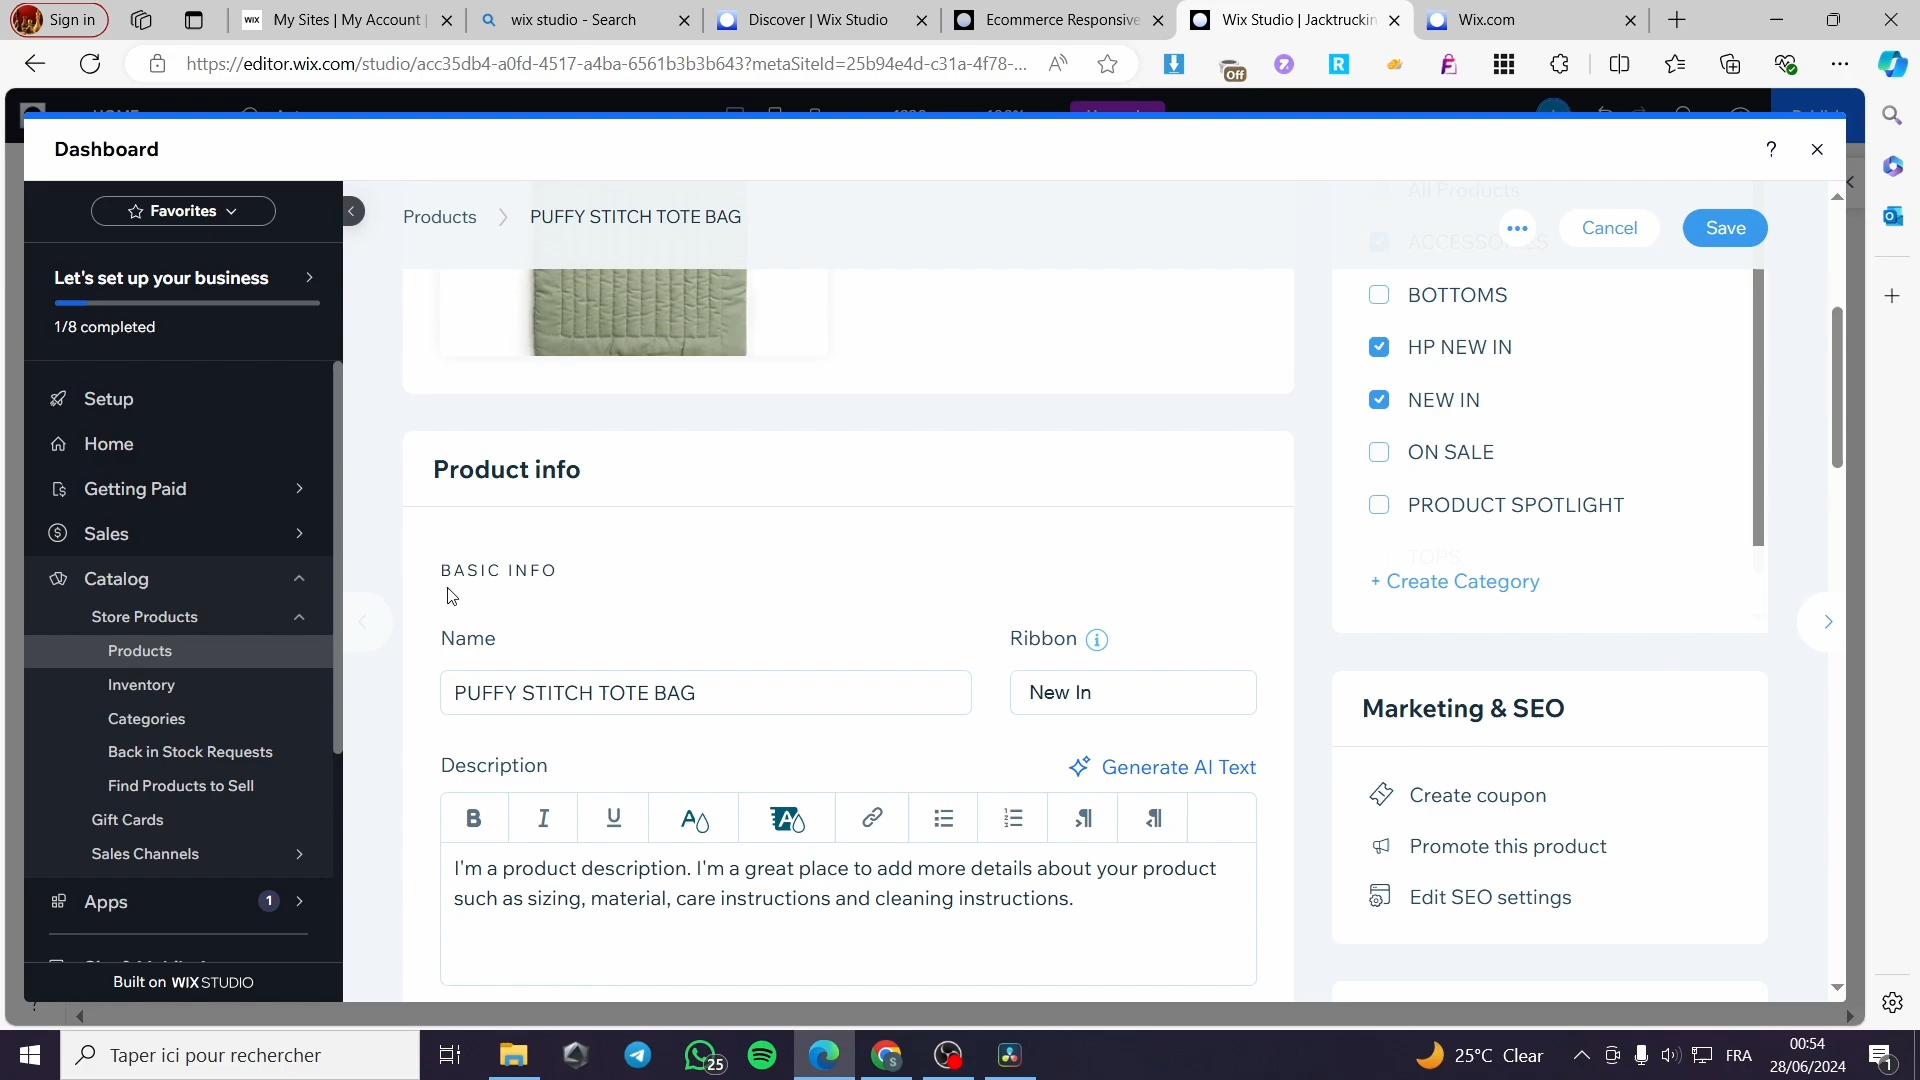 Sign in
My Sites | My Account
wix studio - Search
Discover | Wix Studio
Ecommerce Responsive
Wix Studio | Jacktruckin
Wix.com
https://editor.wix.com/studio/acc35db4-a0fd-4517-a4ba-6561b3b3b643?metaSiteId=25b94e4d-c31a-4f78-...
Off
Dashboard
?
Favorites
Products
PUFFY STITCH TOTE BAG
Cancel
Save
All Products
ACCESSORIES
Let's set up your business
1/8 completed
BOTTOMS
HP NEW IN
NEW IN
ON SALE
PRODUCT SPOTLIGHT
TOPS
+ Create Category
Setup
Home
Getting Paid
Sales
Catalog
Store Products
Products
Inventory
Categories
Back in Stock Requests
Find Products to Sell
Gift Cards
Sales Channels
Apps
1
Built on WIX STUDIO
Product info
BASIC INFO
Name
Ribbon
PUFFY STITCH TOTE BAG
New In
Description
Generate AI Text
B I U A A
I'm a product description. I'm a great place to add more details about your product
such as sizing, material, care instructions and cleaning instructions.
Marketing & SEO
Create coupon
Promote this product
Edit SEO settings
Taper ici pour rechercher
25
25°C Clear
FRA
00:54
28/06/2024
1